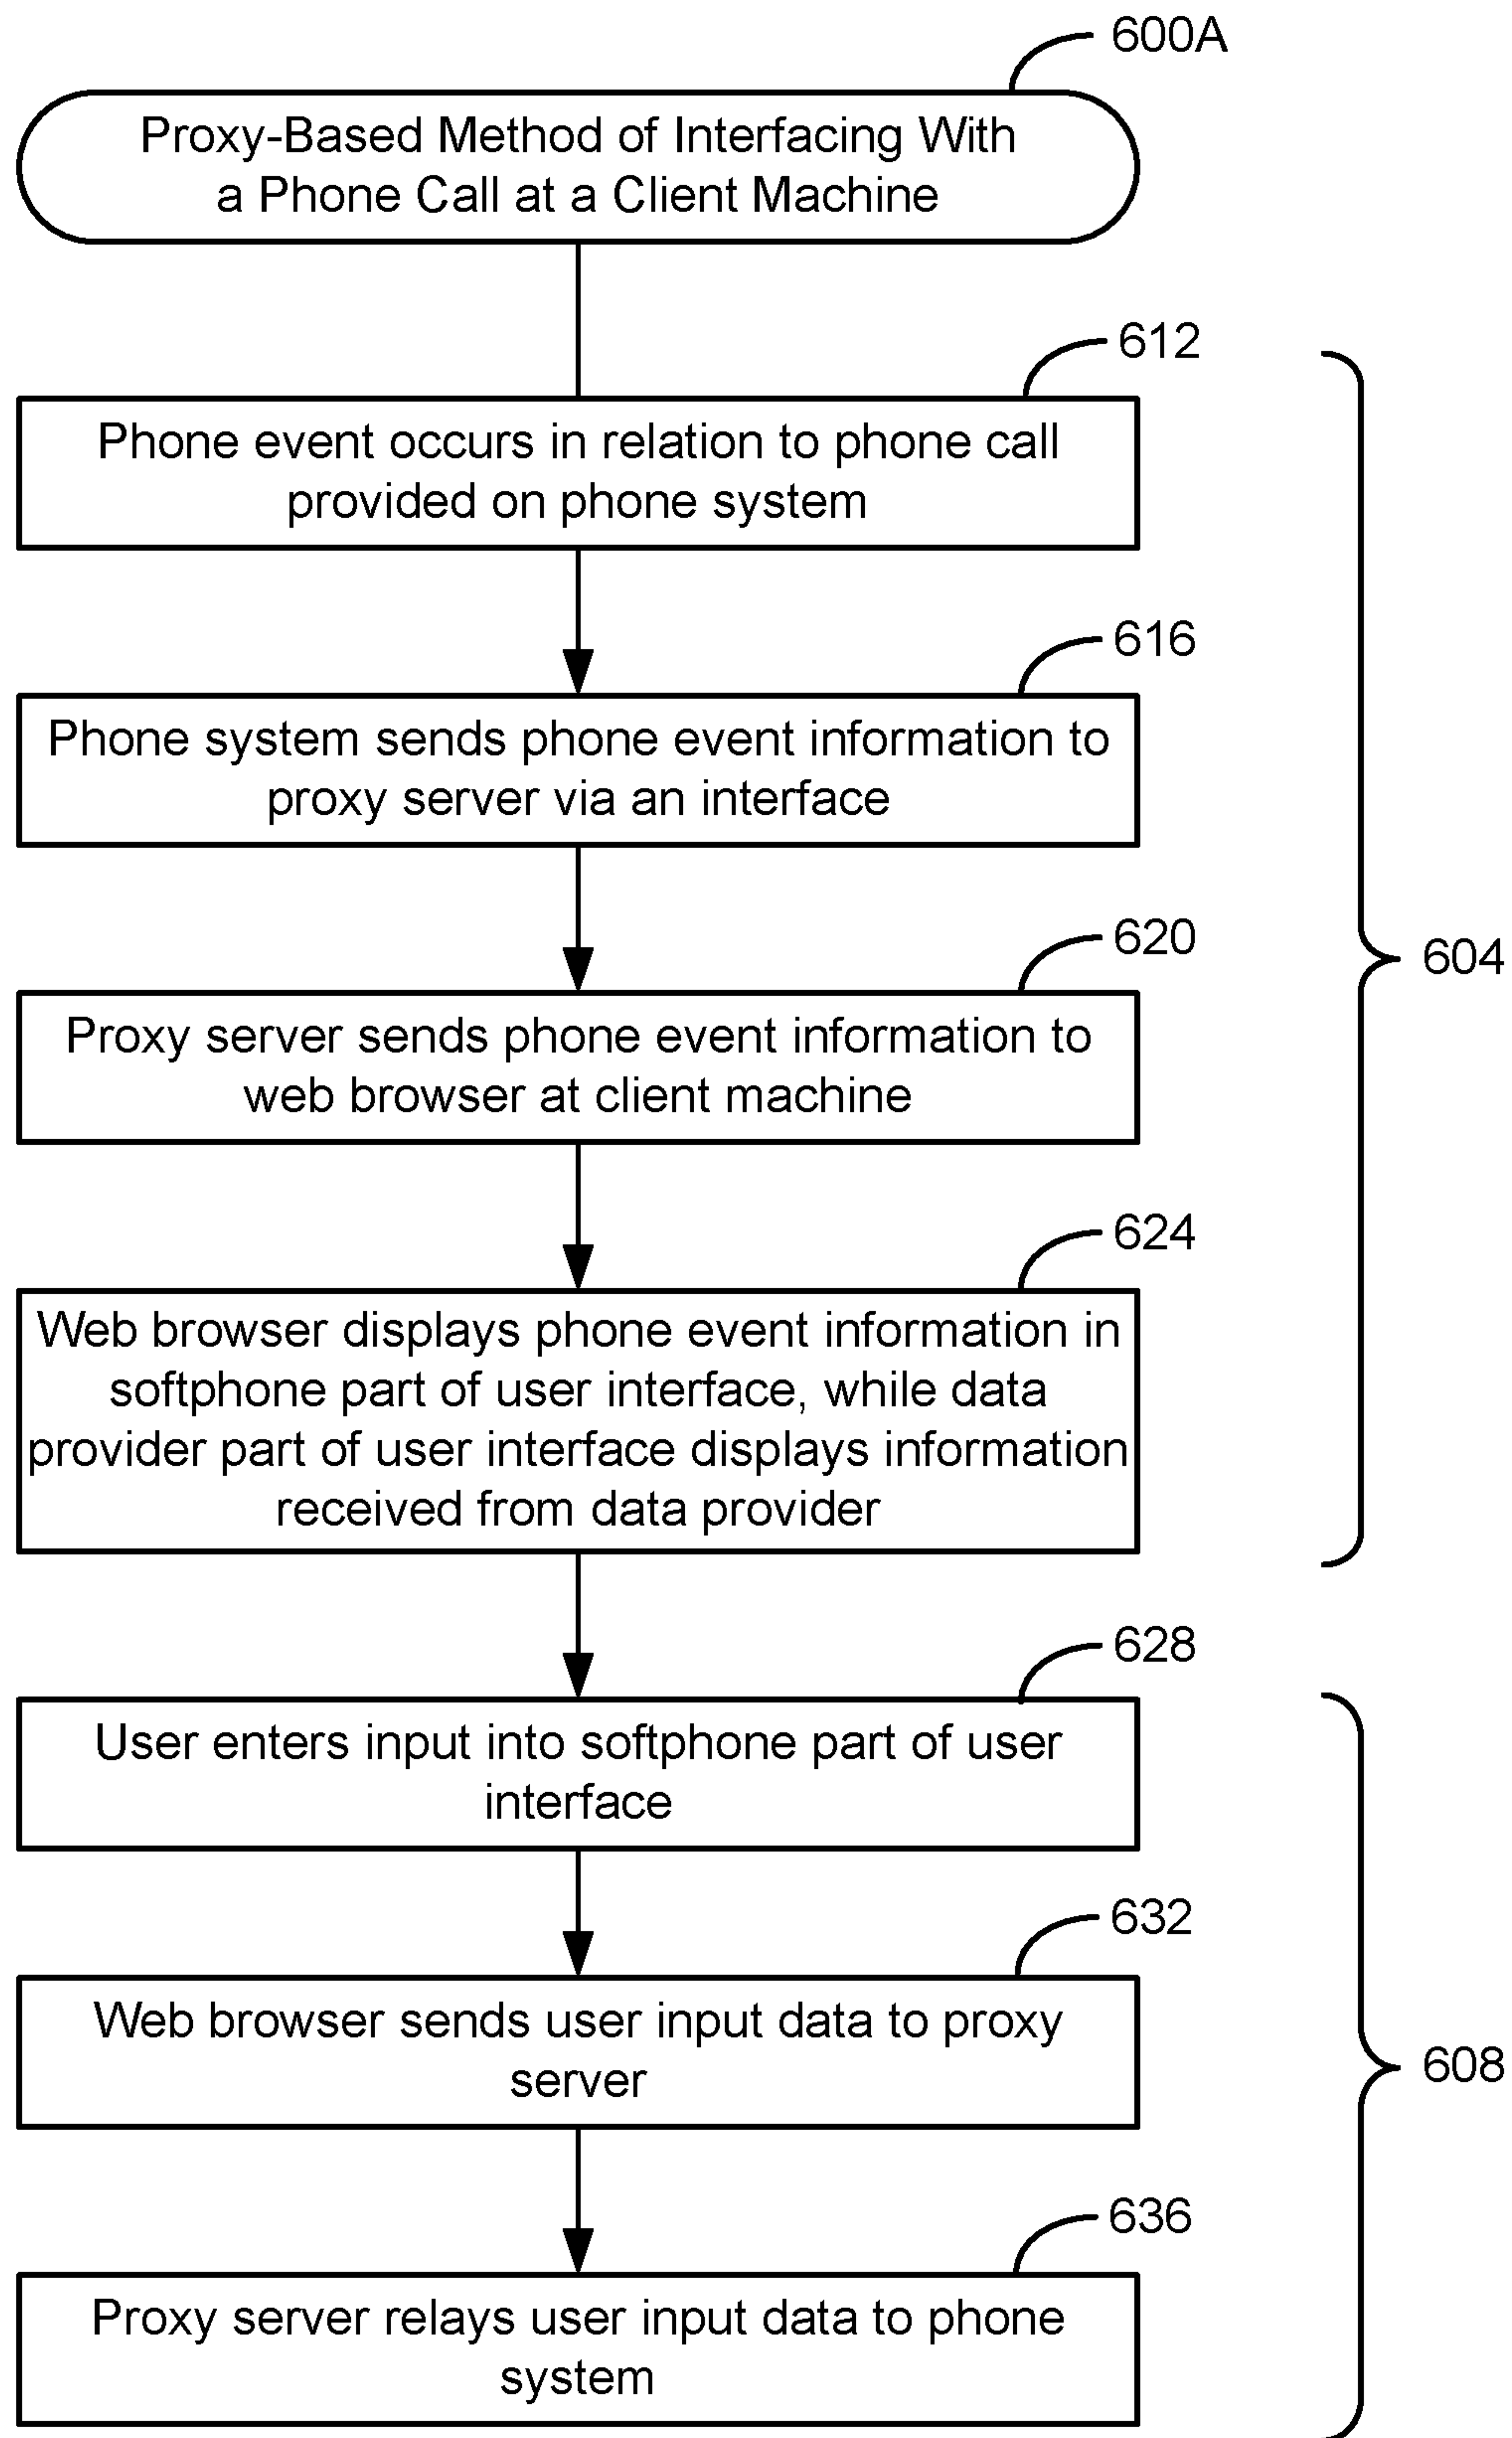 600A
Proxy-Based Method of Interfacing With
a Phone Call at a Client Machine
612
Phone event occurs in relation to phone call
provided on phone system
616
Phone system sends phone event information to
proxy server via an interface
620
604
Proxy server sends phone event information to
web browser at client machine
624
Web browser displays phone event information in
softphone part of user interface, while data
provider part of user interface displays information
received from data provider
628
User enters input into softphone part of user
interface
632
Web browser sends user input data to proxy
server
608
636
Proxy server relays user input data to phone
system